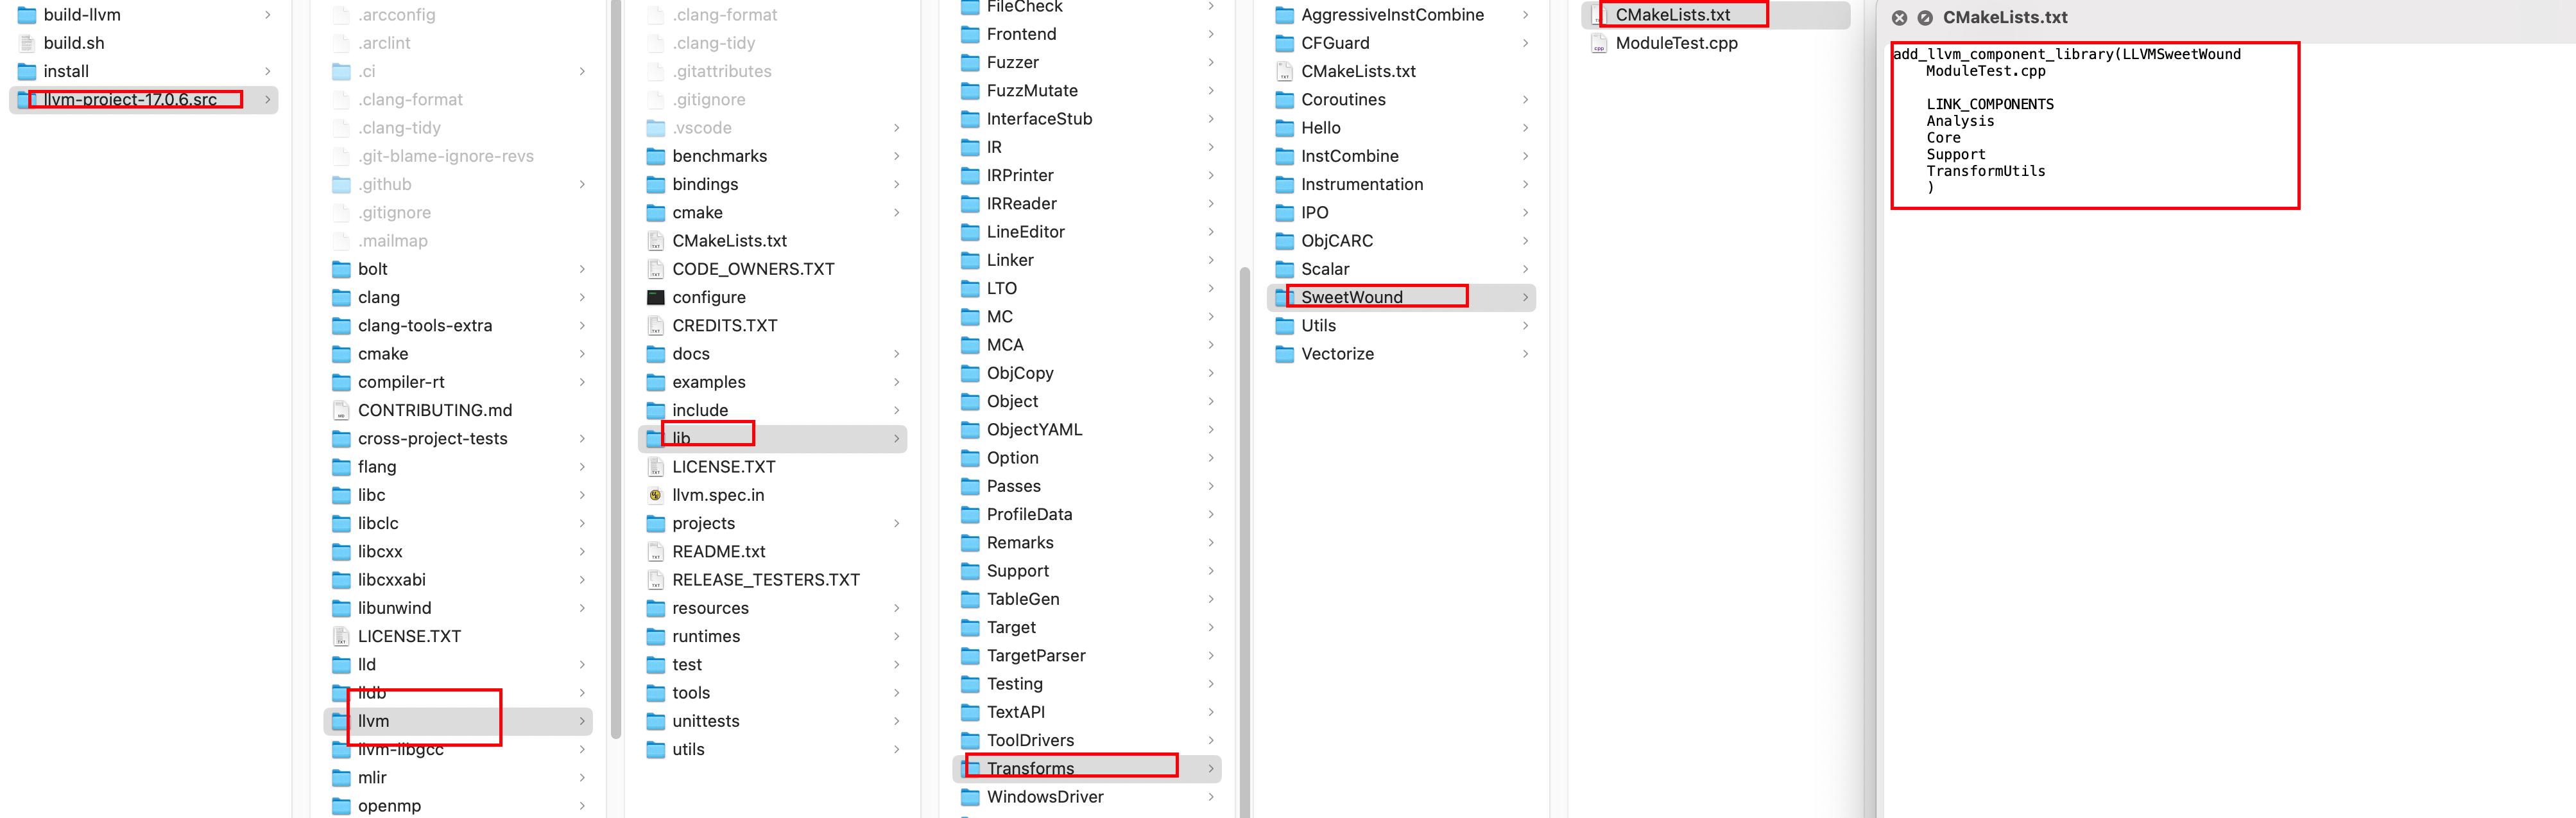 build-llvm
build.sh
install
llvm-project-17.0.6.src
.arcconfig
.arclint
.ci
.clang-format
.clang-tidy
.git-blame-ignore-revs
.github
.gitignore
.mailmap
bolt
clang
clang-tools-extra
cmake
compiler-rt
CONTRIBUTING.md
cross-project-tests
flang
libc
libclc
libcxx
libcxxabi
libunwind
LICENSE.TXT
lld
lldb
llvm
llvm-libgcc
mlir
openmp
.clang-format
.clang-tidy
.gitattributes
.gitignore
.vscode
benchmarks
bindings
cmake
CMakeLists.txt
CODE_OWNERS.TXT
configure
CREDITS.TXT
docs
examples
include
lib
LICENSE.TXT
llvm.spec.in
projects
README.txt
RELEASE_TESTERS.TXT
resources
runtimes
test
tools
unittests
utils
FileCheck
Frontend
Fuzzer
FuzzMutate
InterfaceStub
IR
IRPrinter
IRReader
LineEditor
Linker
LTO
MC
MCA
ObjCopy
Object
ObjectYAML
Option
Passes
ProfileData
Remarks
Support
TableGen
Target
TargetParser
Testing
TextAPI
ToolDrivers
Transforms
WindowsDriver
AggressiveInstCombine
CFGuard
CMakeLists.txt
Coroutines
Hello
InstCombine
Instrumentation
IPO
ObjCARC
Scalar
SweetWound
Utils
Vectorize
CMakeLists.txt
ModuleTest.cpp
CMakeLists.txt
add_llvm_component_library(LLVMSweetWound
ModuleTest.cpp
LINK_COMPONENTS
Analysis
Core
Support
TransformUtils
)